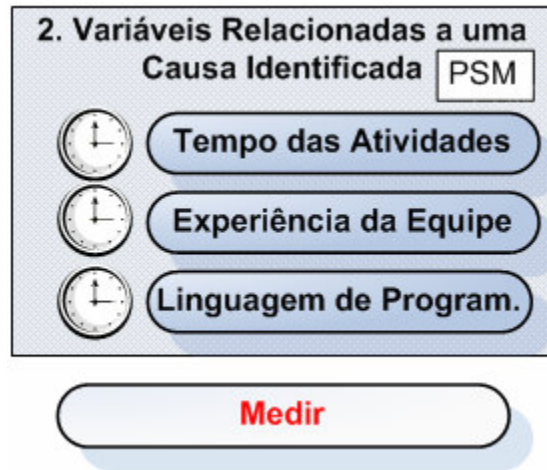 2. Variáveis Relacionadas a uma
Causa Identificada PSM
Tempo das Atividades
Experiência da Equipe
Linguagem de Program.
Medir